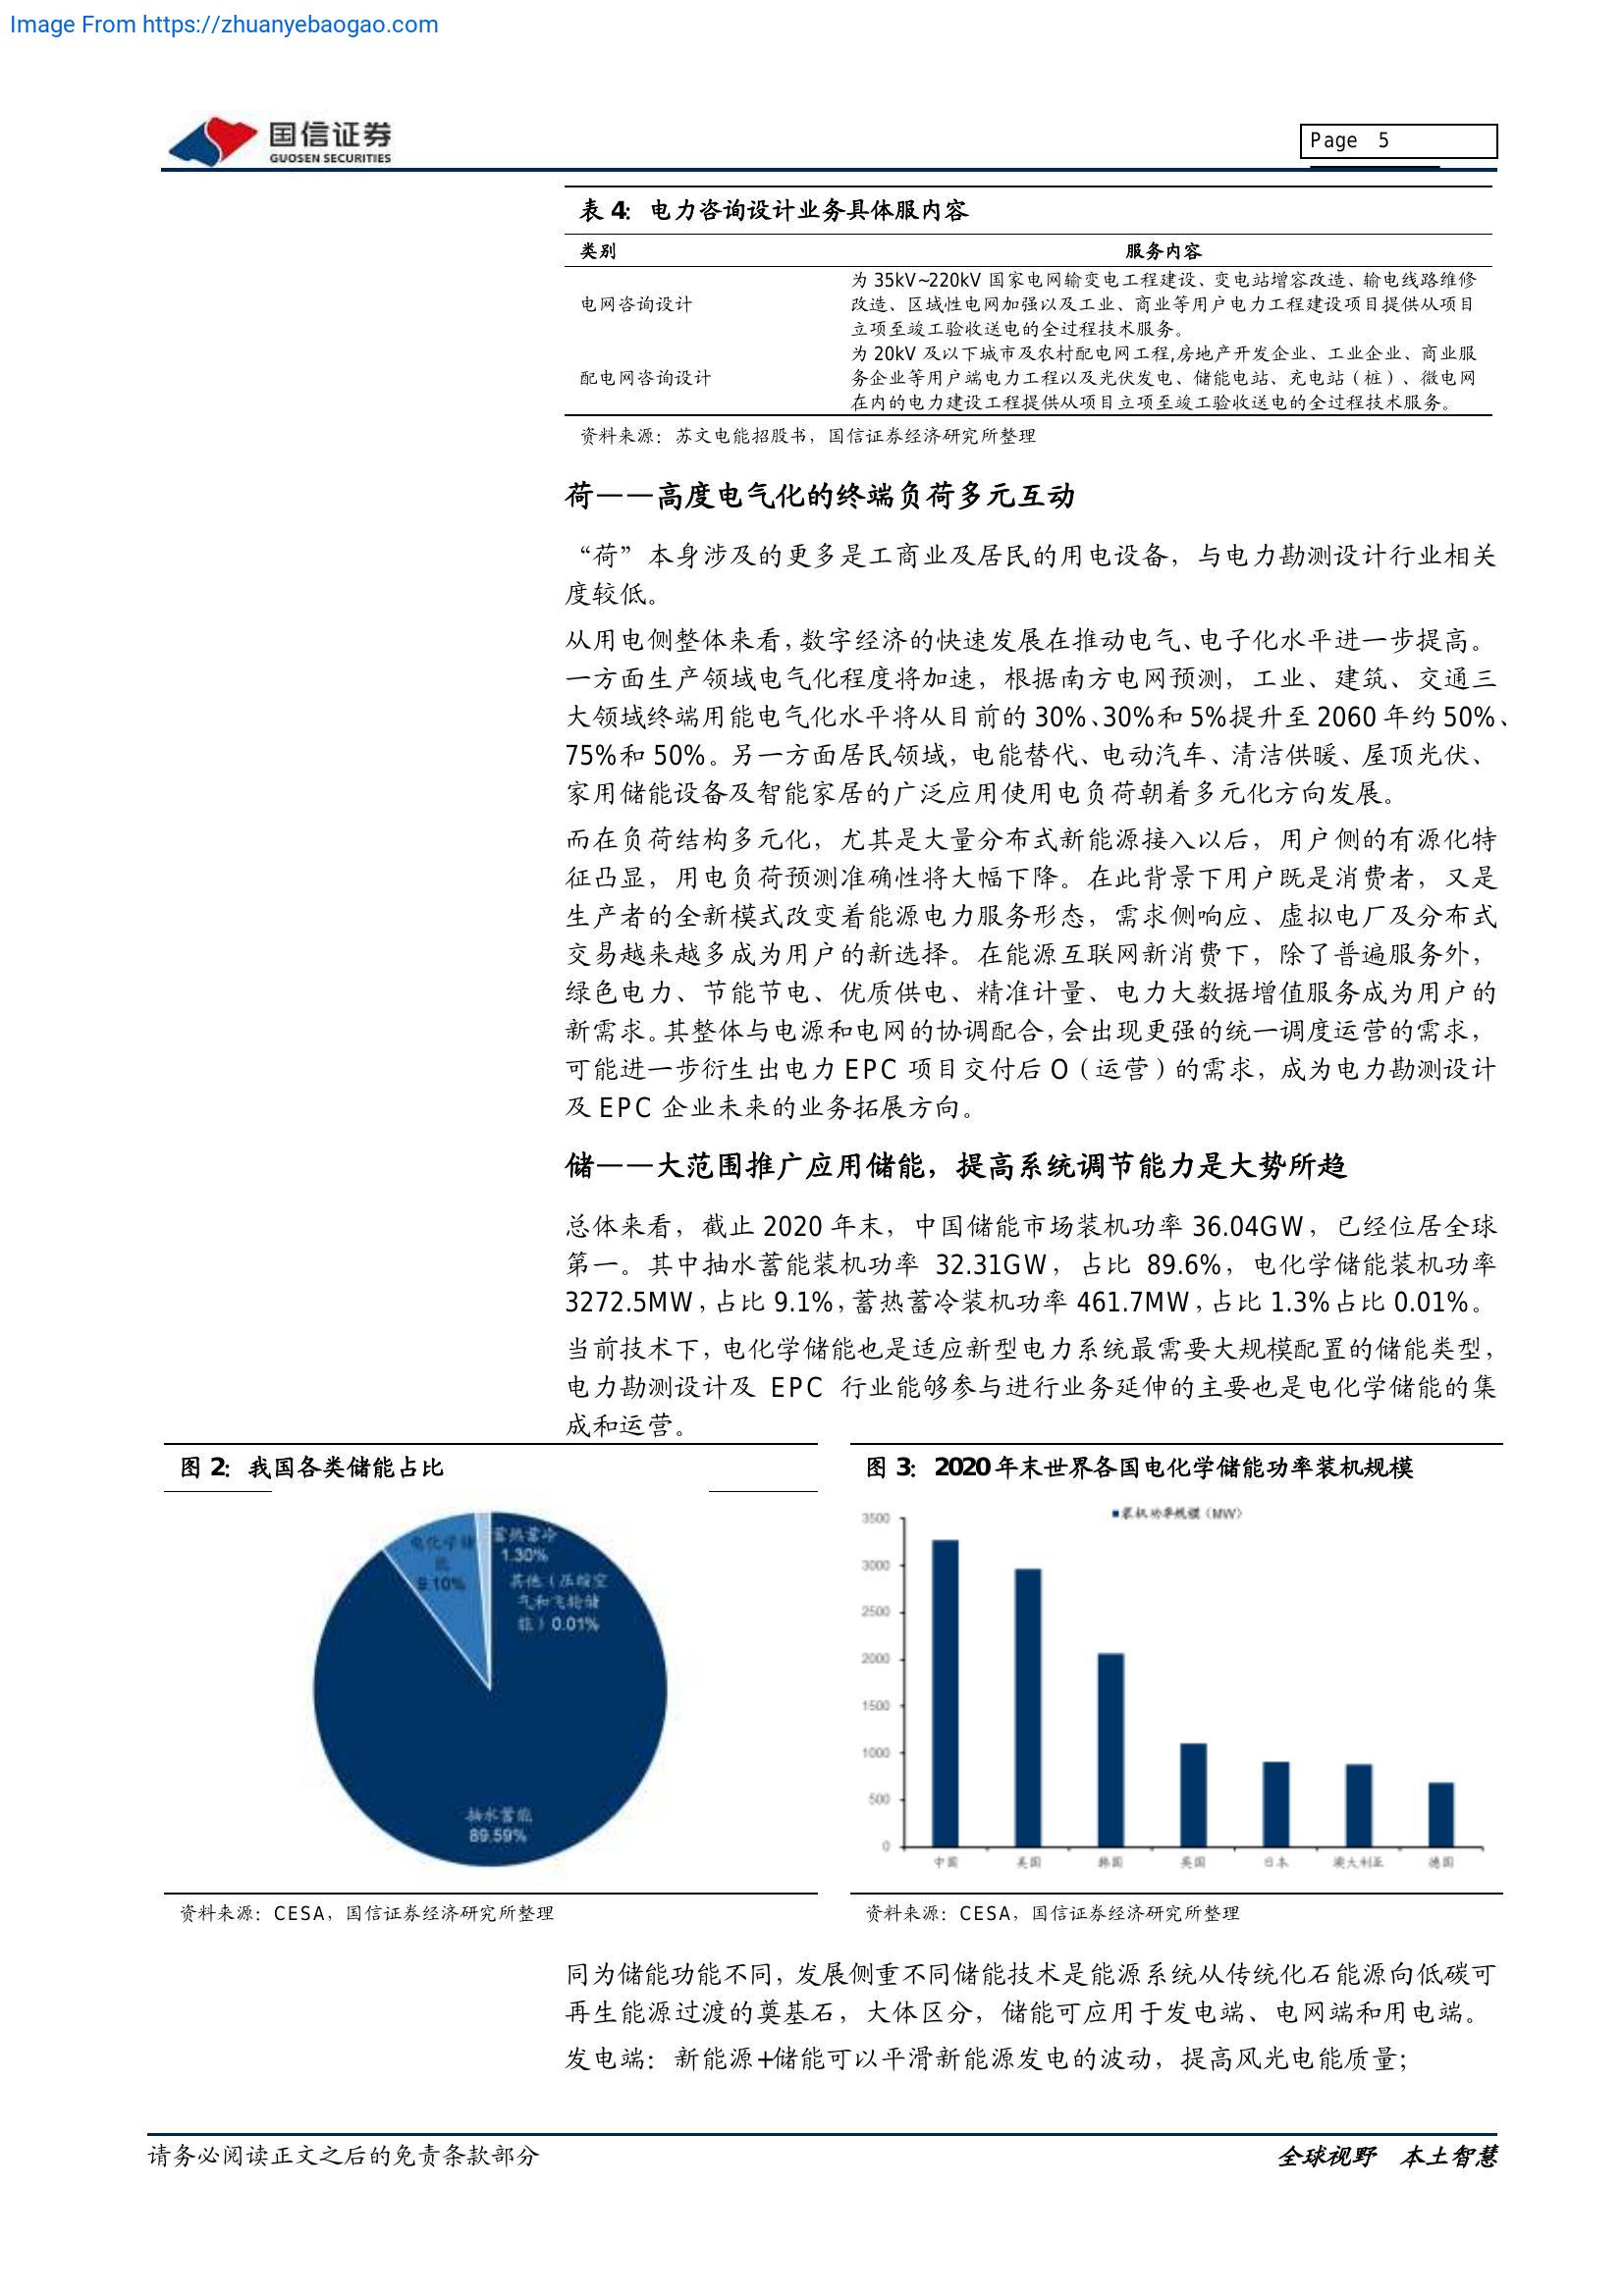 Image From https://zhuanyebaogao.com
国信证券
GUOSEN SECURITIES
Page 5
表 4: 电力咨询设计业务具体服内容
类别 服务内容
为 35kV~220kV 国家电网输变电工程建设、变电站增容改造、输电线路维修
电网咨询设计 改造、区域性电网加强以及工业、商业等用户电力工程建设项目提供从项目
立项至竣工验收送电的全过程技术服务。
为 20kV 及以下城市及农村配电网工程,房地产开发企业、工业企业、商业服
配电网咨询设计 务企业等用户端电力工程以及光伏发电、储能电站、充电站（桩）、微电网
在内的电力建设工程提供从项目立项至竣工验收送电的全过程技术服务。
资料来源：苏文电能招股书，国信证券经济研究所整理
荷——高度电气化的终端负荷多元互动
“荷”本身涉及的更多是工商业及居民的用电设备，与电力勘测设计行业相关
度较低。
从用电侧整体来看，数字经济的快速发展在推动电气、电子化水平进一步提高。
一方面生产领域电气化程度将加速，根据南方电网预测，工业、建筑、交通三
大领域终端用能电气化水平将从目前的 30%、30%和 5%提升至 2060 年约 50%、
75%和 50%。另一方面居民领域，电能替代、电动汽车、清洁供暖、屋顶光伏、
家用储能设备及智能家居的广泛应用使用电负荷朝着多元化方向发展。
而在负荷结构多元化，尤其是大量分布式新能源接入以后，用户侧的有源化特
征凸显，用电负荷预测准确性将大幅下降。在此背景下用户既是消费者，又是
生产者的全新模式改变着能源电力服务形态，需求侧响应、虚拟电厂及分布式
交易越来越多成为用户的新选择。在能源互联网新消费下，除了普遍服务外，
绿色电力、节能节电、优质供电、精准计量、电力大数据增值服务成为用户的
新需求。其整体与电源和电网的协调配合，会出现更强的统一调度运营的需求，
可能进一步衍生出电力 EPC 项目交付后 O（运营）的需求，成为电力勘测设计
及 EPC 企业未来的业务拓展方向。
储——大范围推广应用储能，提高系统调节能力是大势所趋
总体来看，截止 2020 年末，中国储能市场装机功率 36.04GW，已经位居全球
第一。其中抽水蓄能装机功率 32.31GW，占比 89.6%，电化学储能装机功率
3272.5MW，占比 9.1%，蓄热蓄冷装机功率 461.7MW，占比 1.3%占比 0.01%。
当前技术下，电化学储能也是适应新型电力系统最需要大规模配置的储能类型，
电力勘测设计及 EPC 行业能够参与进行业务延伸的主要也是电化学储能的集
成和运营。
图 2: 我国各类储能占比
电化学储
能
9.10%
蓄热蓄冷
1.30%
其他（压缩空
气和飞轮储
能）0.01%
抽水蓄能
89.59%
资料来源：CESA，国信证券经济研究所整理
图 3: 2020 年末世界各国电化学储能功率装机规模
装机功率规模（MW）
3500
3000
2500
2000
1500
1000
500
0
中国 美国 韩国 英国 日本 澳大利亚 德国
资料来源：CESA，国信证券经济研究所整理
同为储能功能不同，发展侧重不同储能技术是能源系统从传统化石能源向低碳可
再生能源过渡的奠基石，大体区分，储能可应用于发电端、电网端和用电端。
发电端：新能源+储能可以平滑新能源发电的波动，提高风光电能质量；
请务必阅读正文之后的免责条款部分
全球视野 本土智慧